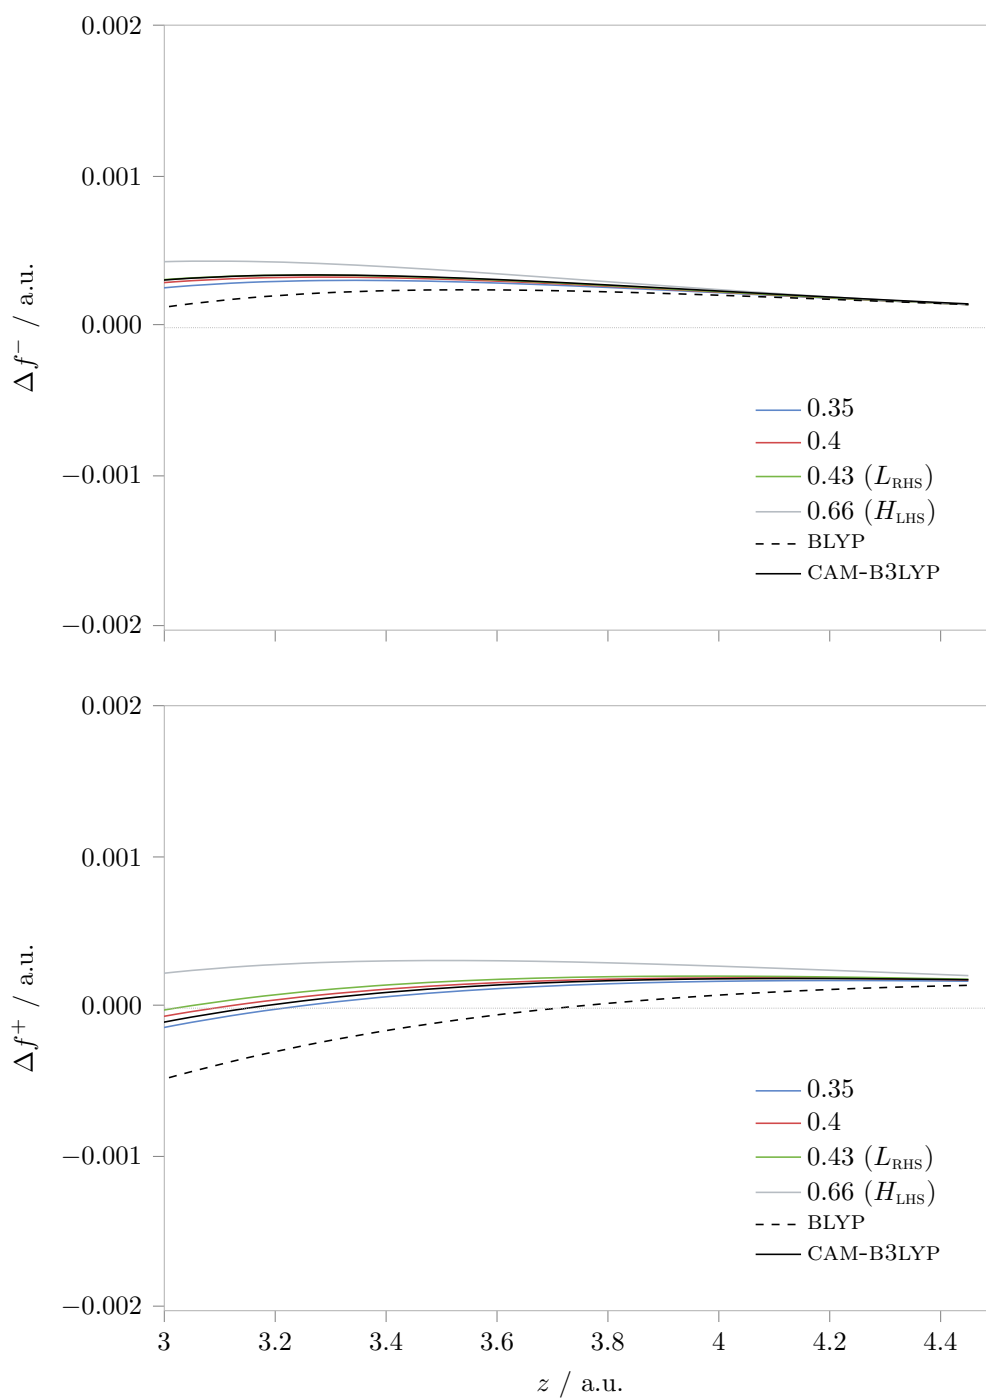 0.002
0.001
0.000
−0.001
−0.002
Δf⁻ / a.u.
0.35
0.4
0.43 (L_RHS)
0.66 (H_LHS)
BLYP
CAM-B3LYP
0.002
0.001
0.000
−0.001
−0.002
Δf⁺ / a.u.
0.35
0.4
0.43 (L_RHS)
0.66 (H_LHS)
BLYP
CAM-B3LYP
3 3.2 3.4 3.6 3.8 4 4.2 4.4
z / a.u.